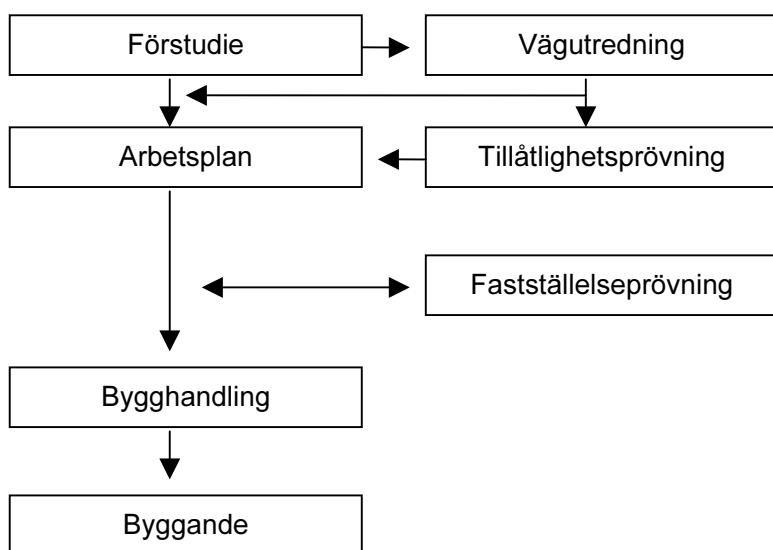 Förstudie
Vägutredning
Arbetsplan
Tillåtlighetsprövning
Fastställelseprövning
Bygghandling
Byggande